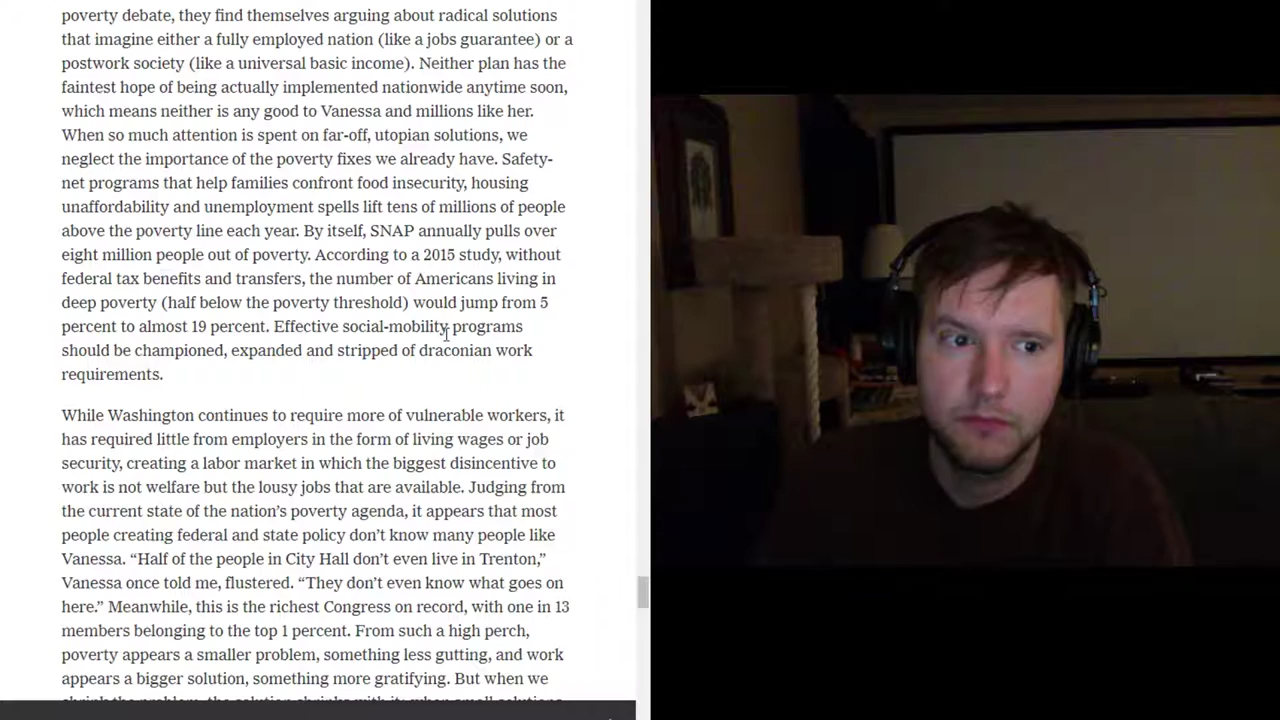 poverty debate, they find themselves arguing about radical solutions
that imagine either a fully employed nation (like a jobs guarantee) or a
postwork society (like a universal basic income). Neither plan has the
faintest hope of being actually implemented nationwide anytime soon,
which means neither is any good to Vanessa and millions like her.
When so much attention is spent on far-off, utopian solutions, we
neglect the importance of the poverty fixes we already have. Safety-
net programs that help families confront food insecurity, housing
unaffordability and unemployment spells lift tens of millions of people
above the poverty line each year. By itself, SNAP annually pulls over
eight million people out of poverty. According to a 2015 study, without
federal tax benefits and transfers, the number of Americans living in
deep poverty (half below the poverty threshold) would jump from 5
percent to almost 19 percent. Effective social-mobility programs
should be championed, expanded and stripped of draconian work
requirements.
While Washington continues to require more of vulnerable workers, it
has required little from employers in the form of living wages or job
security, creating a labor market in which the biggest disincentive to
work is not welfare but the lousy jobs that are available. Judging from
the current state of the nation’s poverty agenda, it appears that most
people creating federal and state policy don’t know many people like
Vanessa. “Half of the people in City Hall don’t even live in Trenton,”
Vanessa once told me, flustered. “They don’t even know what goes on
here.” Meanwhile, this is the richest Congress on record, with one in 13
members belonging to the top 1 percent. From such a high perch,
poverty appears a smaller problem, something less gutting, and work
appears a bigger solution, something more gratifying. But when we
shrink the problem, the solution shrinks with it; when small solutions